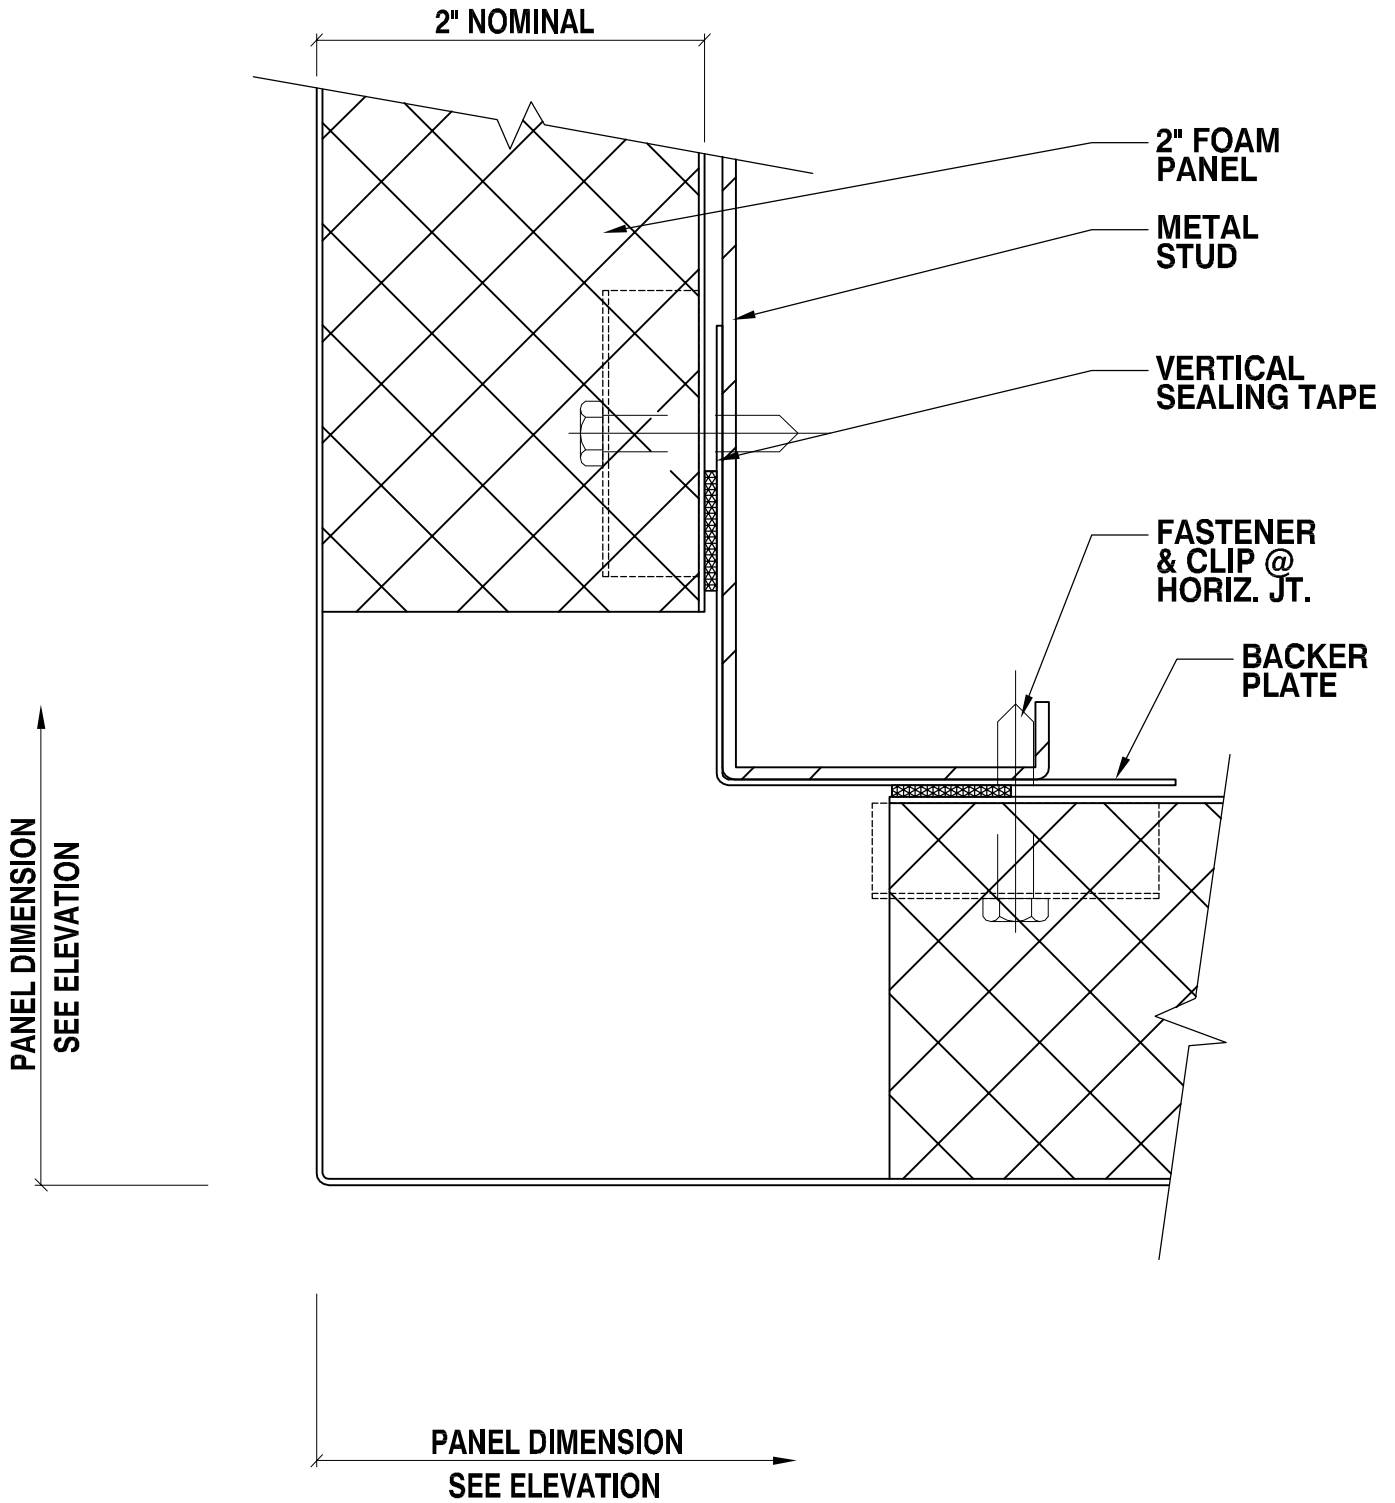 2" NOMINAL
2" FOAM
PANEL
METAL
STUD
VERTICAL
SEALING TAPE
FASTENER
& CLIP @
HORIZ. JT.
BACKER
PLATE
PANEL DIMENSION
SEE ELEVATION
PANEL DIMENSION
SEE ELEVATION